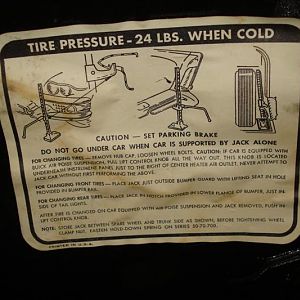 TIRE PRESSURE - 24 LBS. WHEN COLD
CAUTION — SET PARKING BRAKE
DO NOT GO UNDER CAR WHEN CAR IS SUPPORTED BY JACK ALONE
FOR CHANGING TIRES — REMOVE HUB CAP, LOOSEN WHEEL BOLTS. CAUTION: IF CAR IS EQUIPPED WITH
BUICK AIR POISE SUSPENSION, PULL LIFT CONTROL KNOB ALL THE WAY OUT. THIS KNOB IS LOCATED
UNDERNEATH INSTRUMENT PANEL, JUST TO THE RIGHT OF CENTER HEATER AIR OUTLET. NEVER ATTEMPT TO
JACK CAR WITHOUT FIRST PERFORMING THE ABOVE.
FOR CHANGING FRONT TIRES — PLACE JACK JUST OUTSIDE BUMPER GUARD WITH LIFTING SEAT IN HOLE
PROVIDED IN BUMPER BAR.
FOR CHANGING REAR TIRES — PLACE JACK IN NOTCH PROVIDED IN LOWER FLANGE OF BUMPER, JUST
SIDE OF TAIL LIGHTS.
AFTER TIRE IS CHANGED ON CAR EQUIPPED WITH AIR POISE SUSPENSION AND JACK REMOVED, PUSH IN
LIFT CONTROL KNOB.
NOTE: STORE JACK BETWEEN SPARE WHEEL AND TRUNK SIDE AS SHOWN, BEFORE TIGHTENING WHEEL
CLAMP NUT. FASTEN HOLD-DOWN SPRING ON SERIES 50-70-700.
PRINTED IN U.S.A.